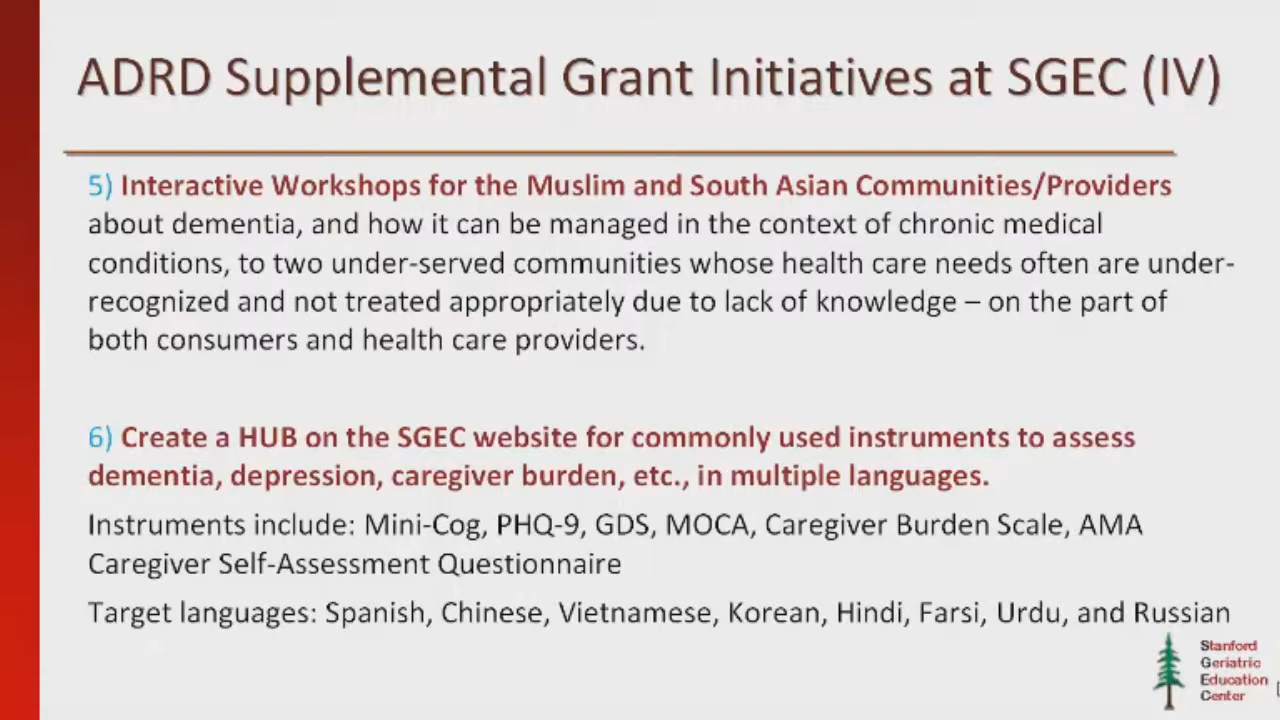 ADRD Supplemental Grant Initiatives at SGEC (IV)
5) Interactive Workshops for the Muslim and South Asian Communities/Providers
about dementia, and how it can be managed in the context of chronic medical
conditions, to two under-served communities whose health care needs often are under-
recognized and not treated appropriately due to lack of knowledge – on the part of
both consumers and health care providers.
6) Create a HUB on the SGEC website for commonly used instruments to assess
dementia, depression, caregiver burden, etc., in multiple languages.
Instruments include: Mini-Cog, PHQ-9, GDS, MOCA, Caregiver Burden Scale, AMA
Caregiver Self-Assessment Questionnaire
Target languages: Spanish, Chinese, Vietnamese, Korean, Hindi, Farsi, Urdu, and Russian
Stanford
Geriatric
Education
Center